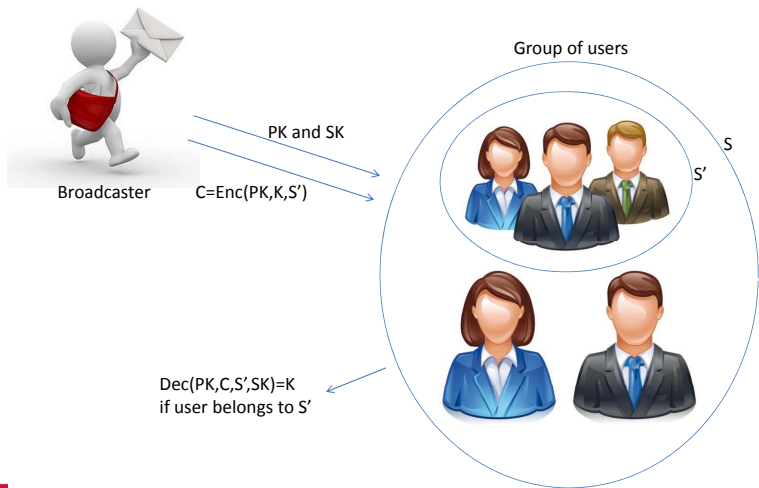 Group of users
PK and SK
S
S’
Broadcaster
C=Enc(PK,K,S’)
Dec(PK,C,S’,SK)=K
if user belongs to S’